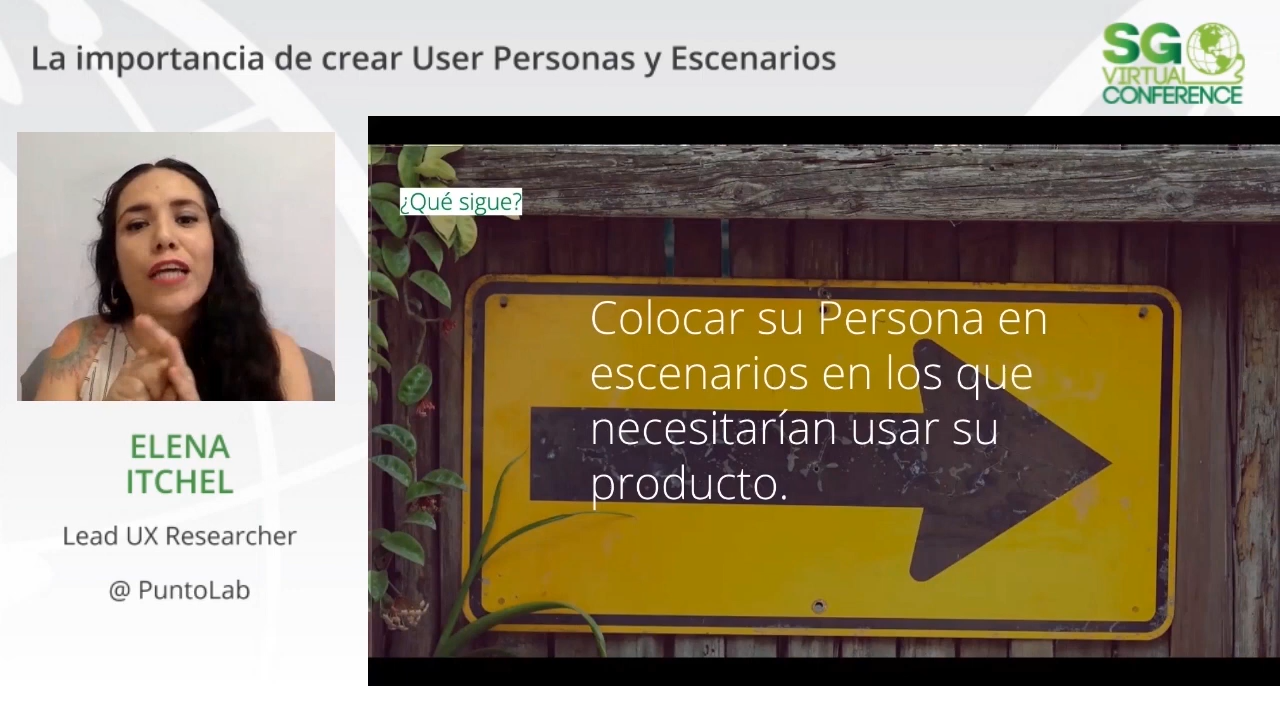 La importancia de crear User Personas y Escenarios
SG
VIRTUAL
CONFERENCE
¿Qué sigue?
Colocar su Persona en
escenarios en los que
necesitarían usar su
producto.
ELENA
ITCHEL
Lead UX Researcher
@ PuntoLab